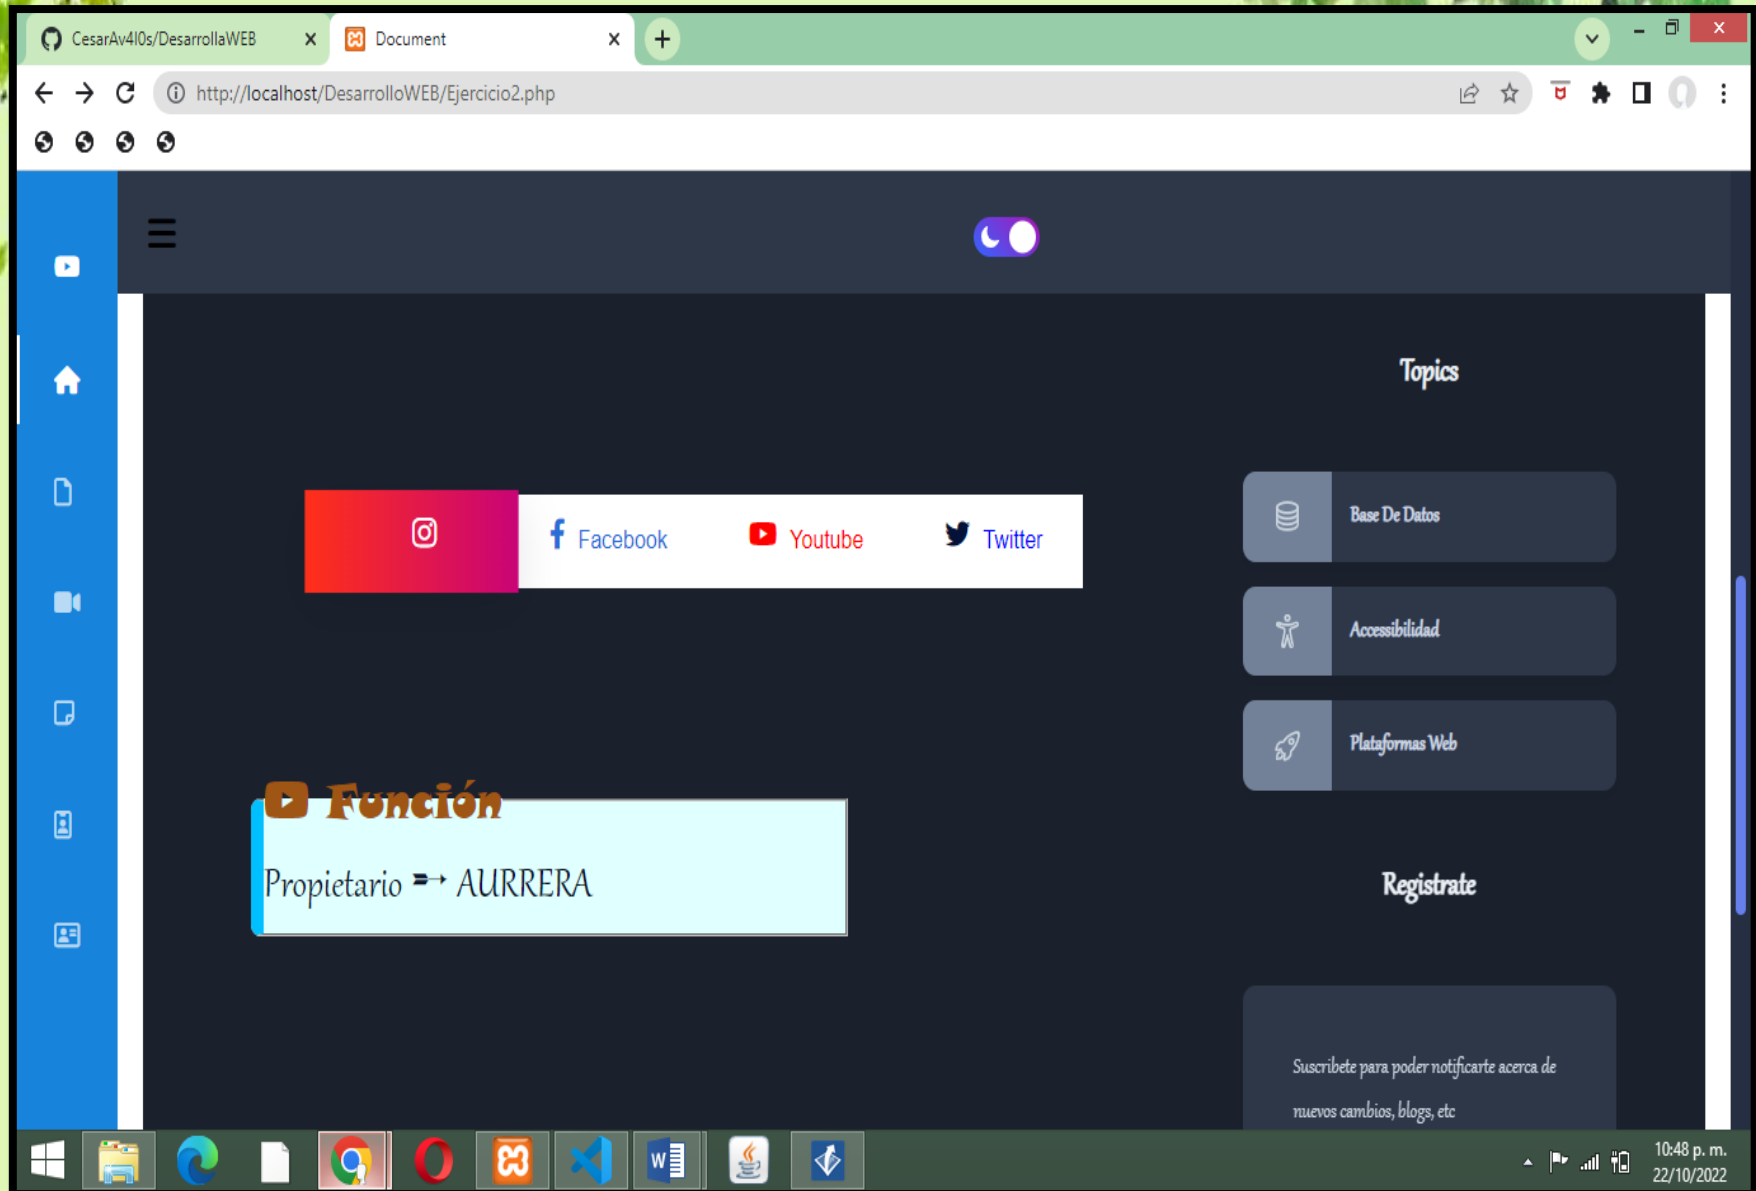 CesarAv4l0s/DesarrollaWEB
Document
http://localhost/DesarrolloWEB/Ejercicio2.php
Topics
Facebook
Youtube
Twitter
Base De Datos
Accessibilidad
Plataformas Web
Función
Propietario ➵ AURRERA
Registrate
Suscribete para poder notificarte acerca de
nuevos cambios, blogs, etc
10:48 p. m.
22/10/2022